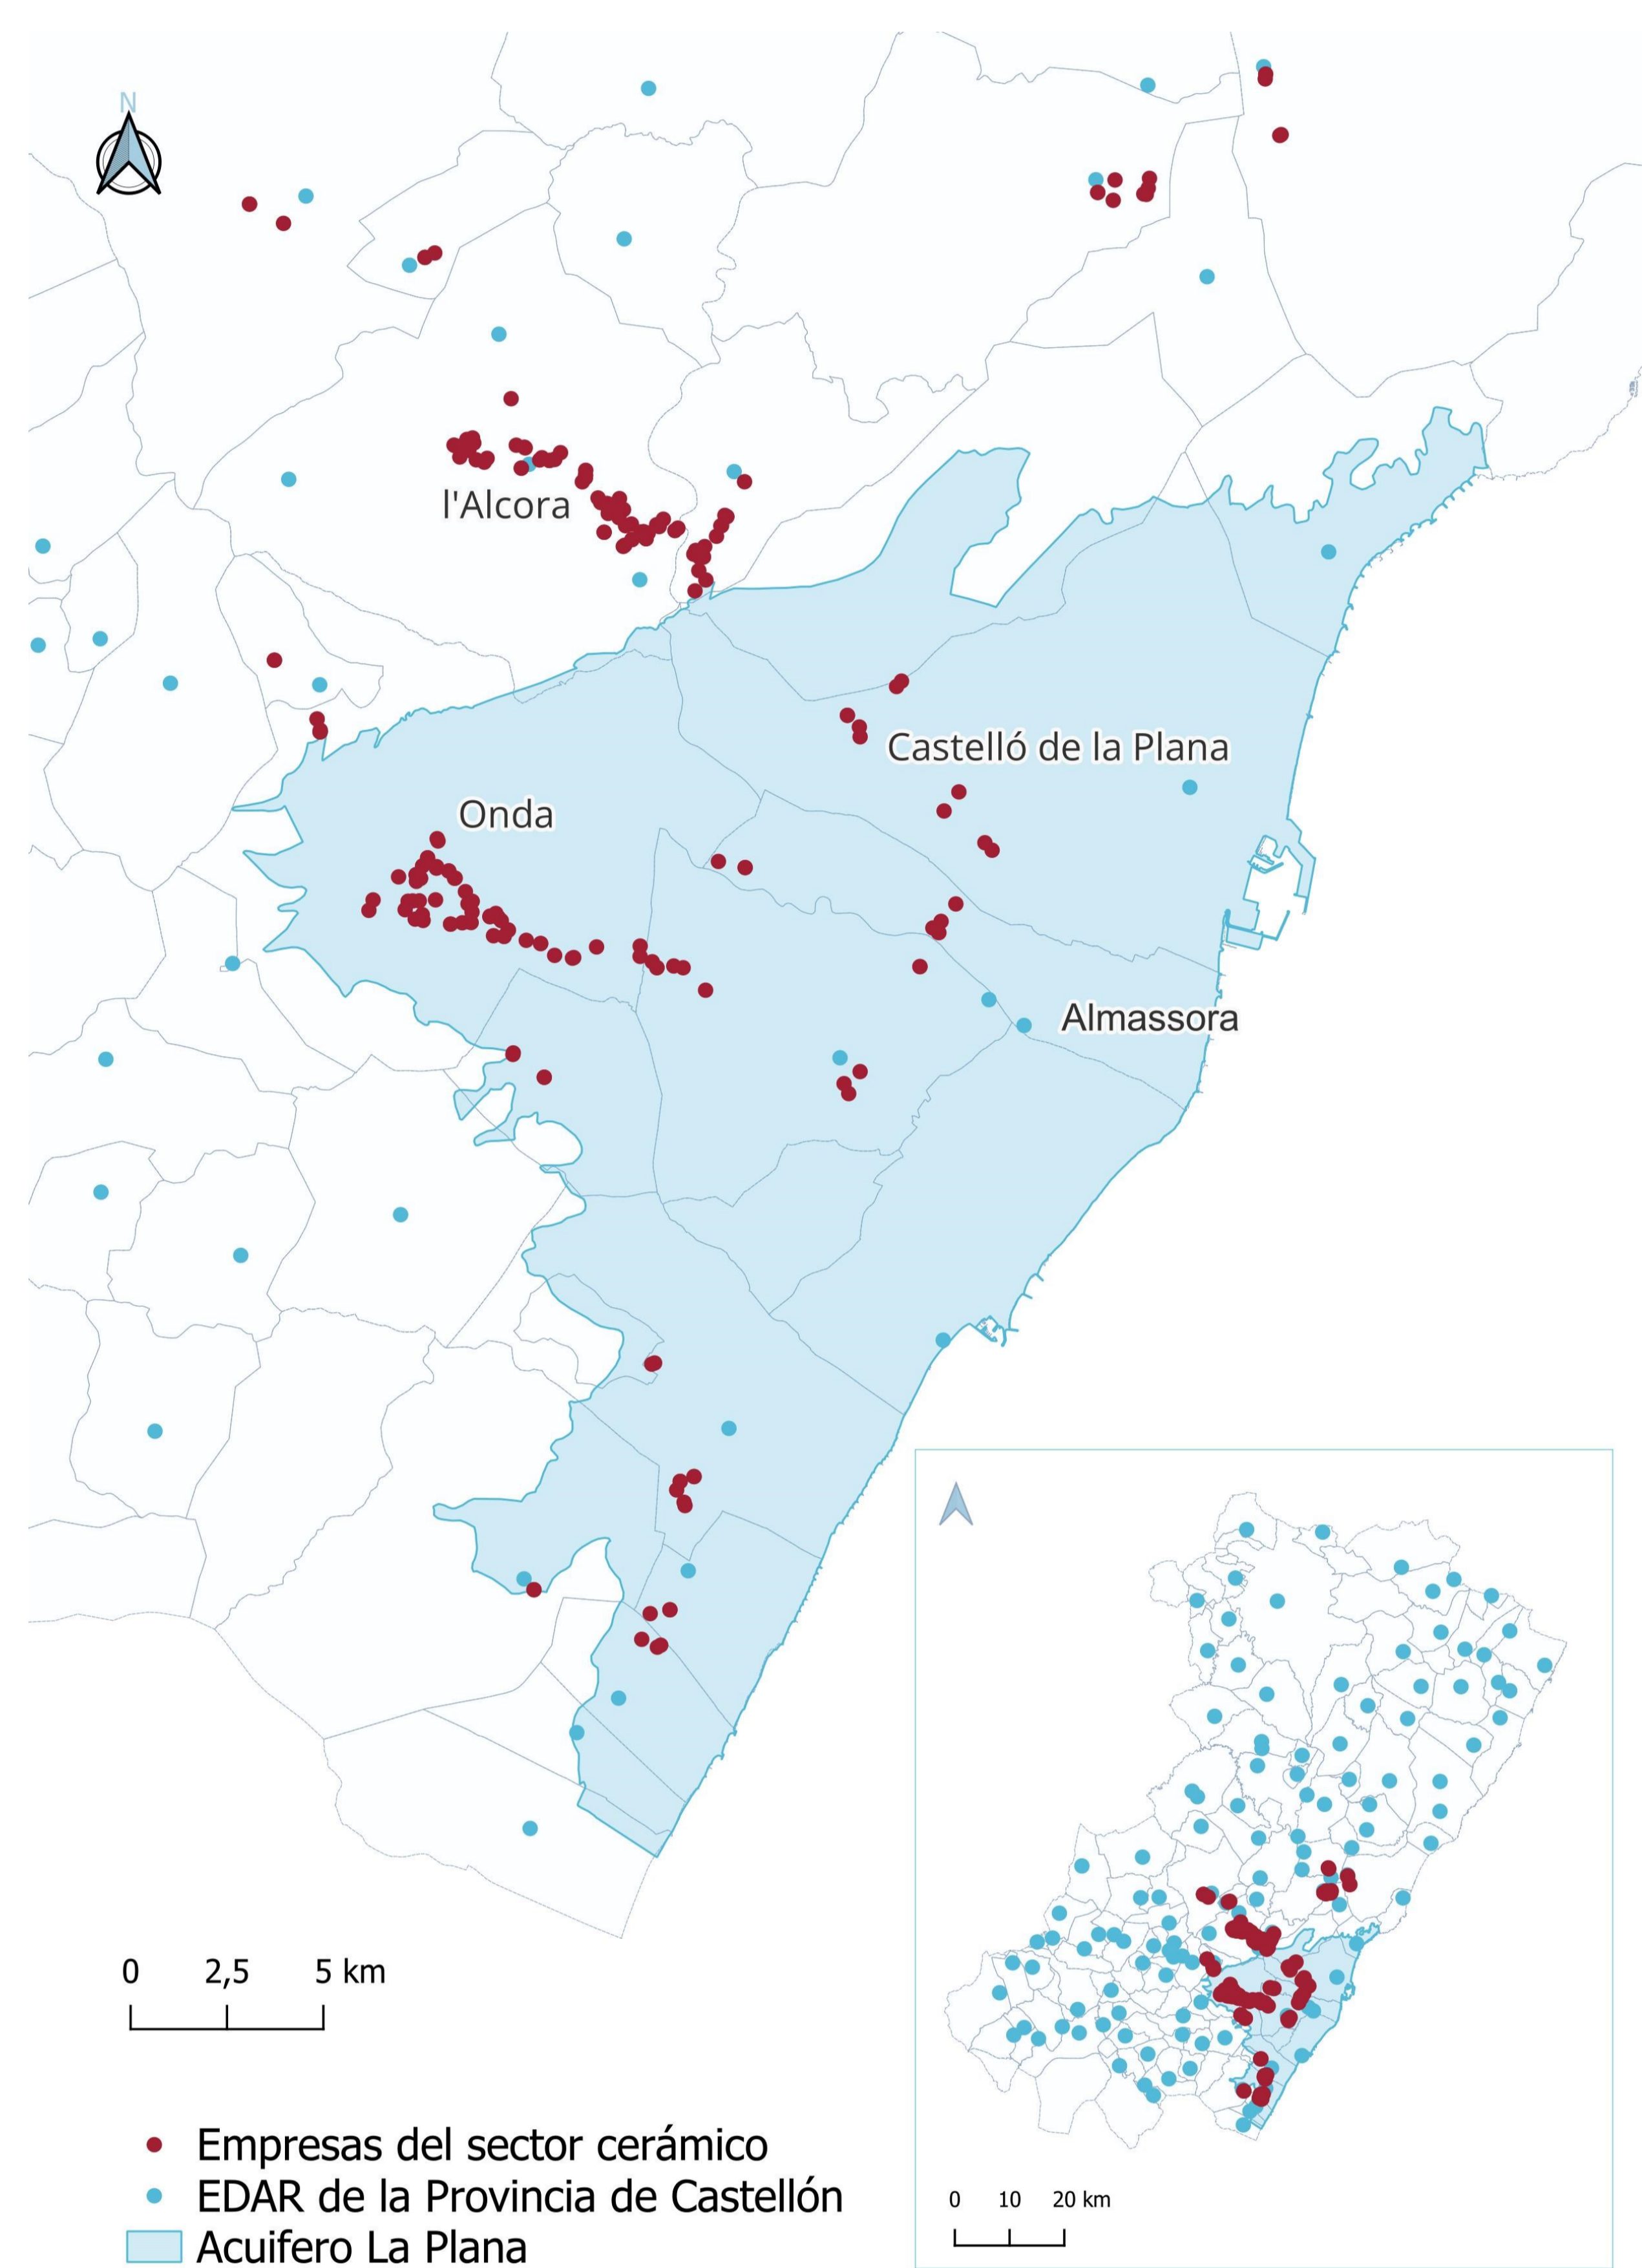 N
l'Alcora
Castelló de la Plana
Onda
Almassora
0 2,5 5 km
Empresas del sector cerámico
EDAR de la Provincia de Castellón
Acuifero La Plana
0 10 20 km